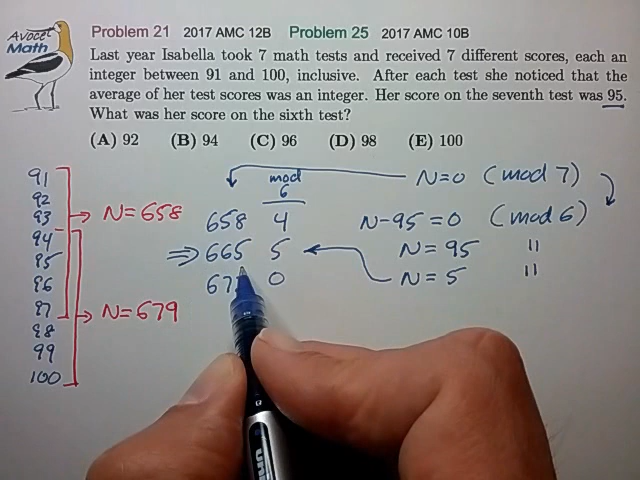 Avocet
Math
Problem 21 2017 AMC 12B Problem 25 2017 AMC 10B
Last year Isabella took 7 math tests and received 7 different scores, each an
integer between 91 and 100, inclusive. After each test she noticed that the
average of her test scores was an integer. Her score on the seventh test was 95.
What was her score on the sixth test?
(A) 92 (B) 94 (C) 96 (D) 98 (E) 100
91
92
93
94
95
96
97
98
99
100
N=658
N=679
mod
6
658 4
665 5
0
N=0 (mod 7)
N-95=0 (mod 6)
N=95 "
N=5 "
UNI